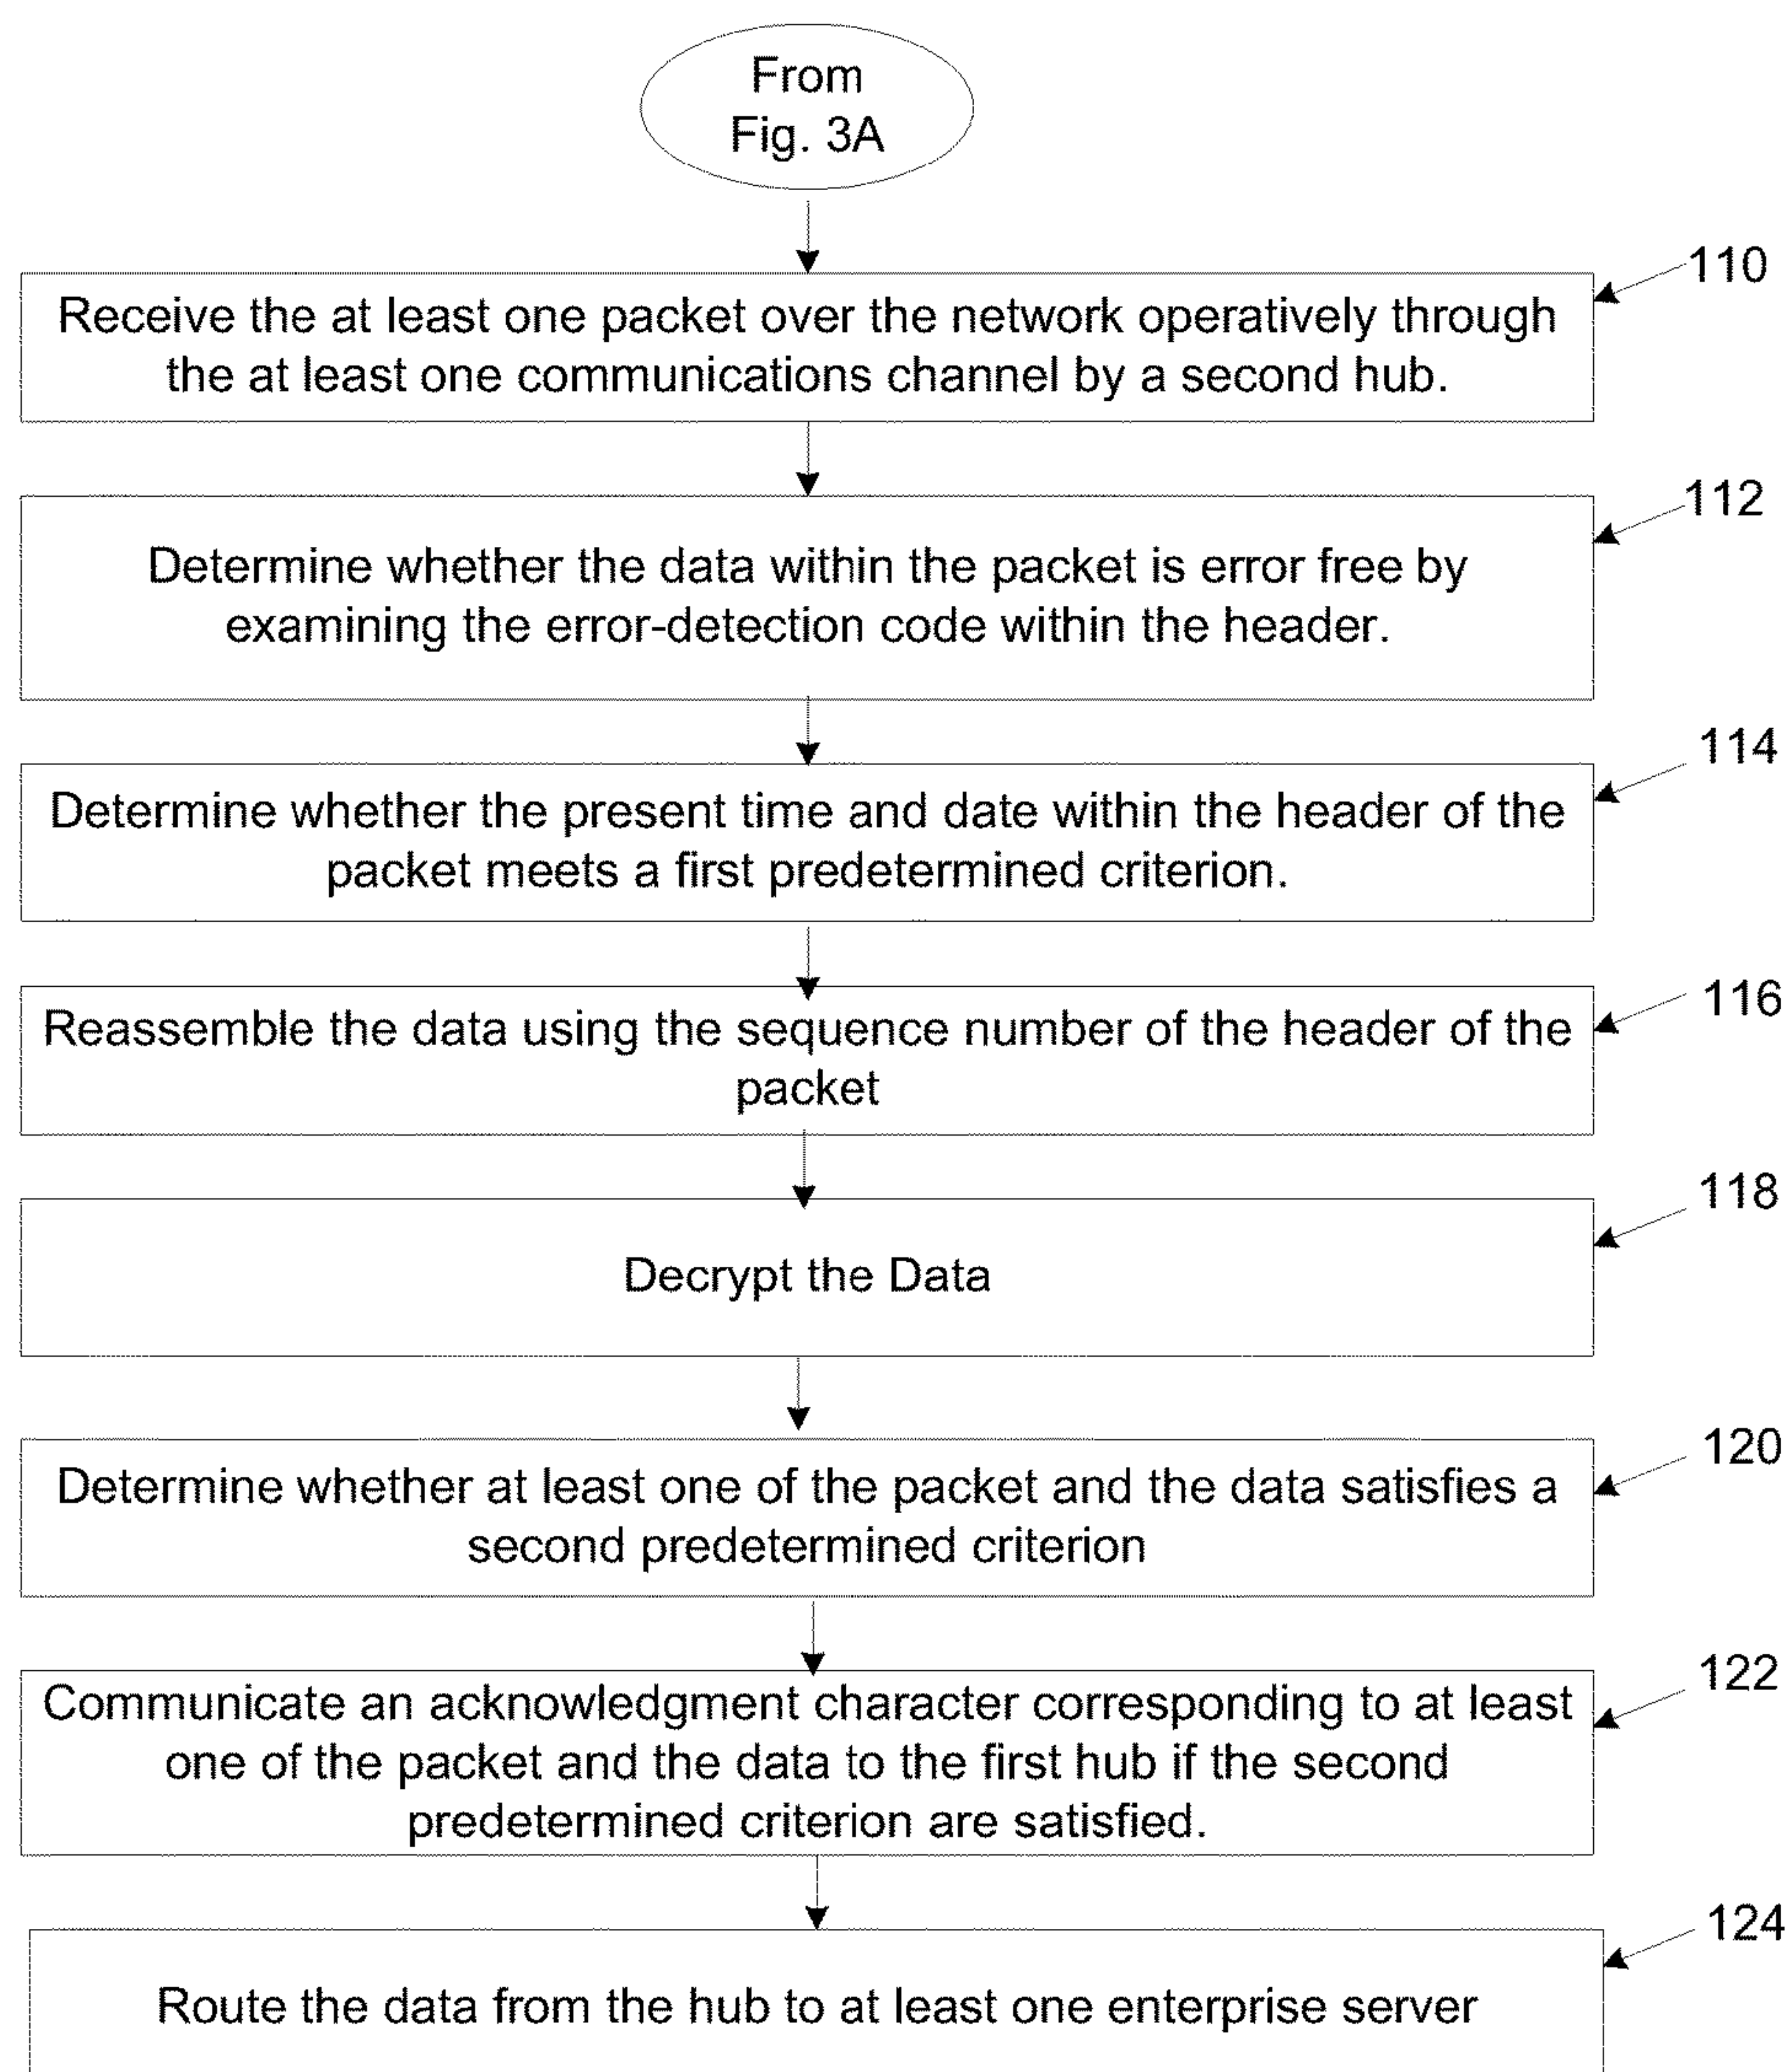 From
Fig. 3A
110
Receive the at least one packet over the network operatively through
the at least one communications channel by a second hub.
112
Determine whether the data within the packet is error free by
examining the error-detection code within the header.
114
Determine whether the present time and date within the header of the
packet meets a first predetermined criterion.
116
Reassemble the data using the sequence number of the header of the
packet
118
Decrypt the Data
120
Determine whether at least one of the packet and the data satisfies a
second predetermined criterion
122
Communicate an acknowledgment character corresponding to at least
one of the packet and the data to the first hub if the second
predetermined criterion are satisfied.
124
Route the data from the hub to at least one enterprise server